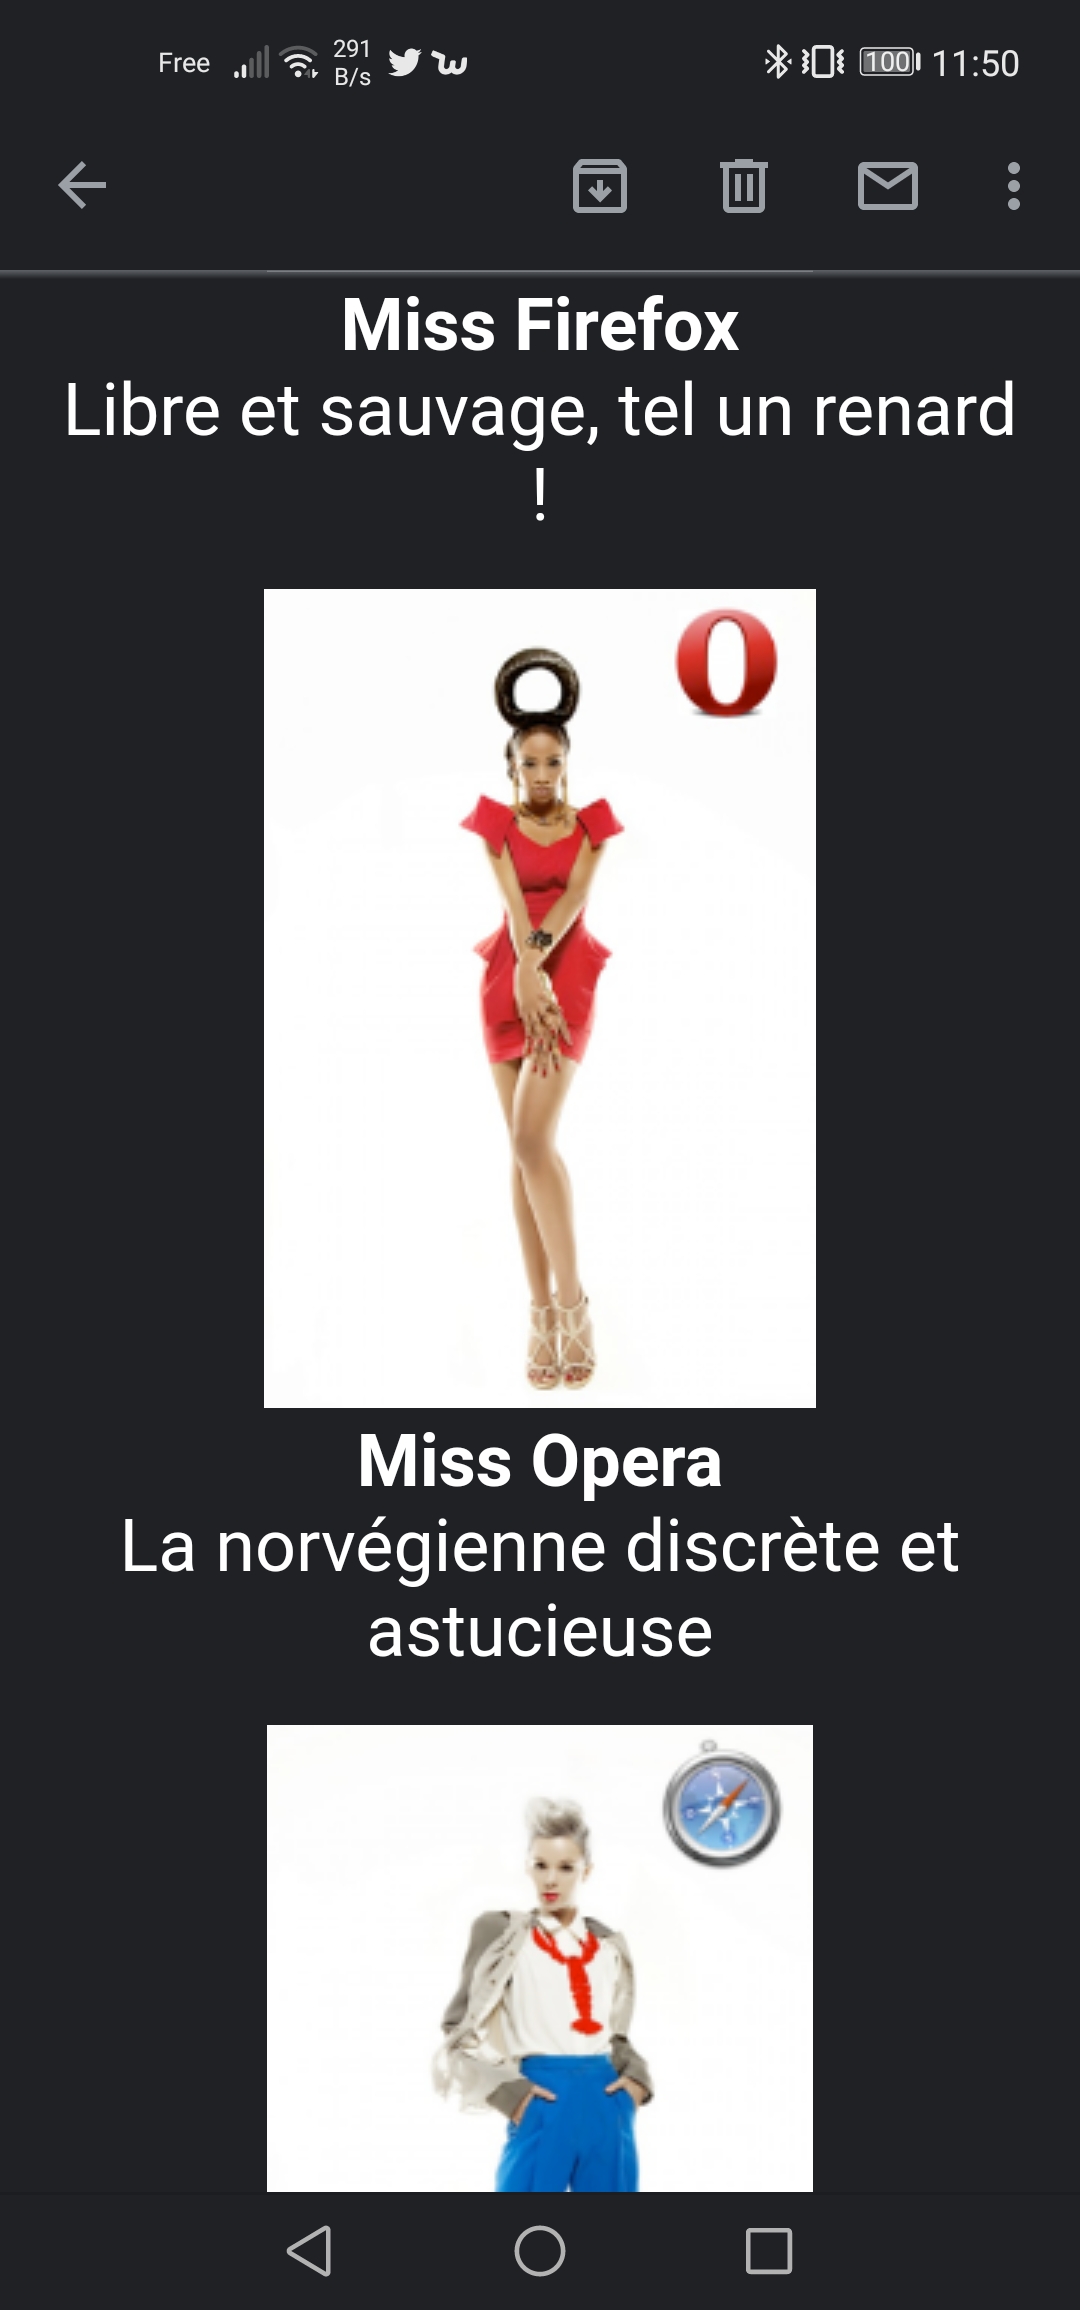 Free 291 B/s 100 11:50
Miss Firefox
Libre et sauvage, tel un renard
!
Miss Opera
La norvégienne discrète et
astucieuse